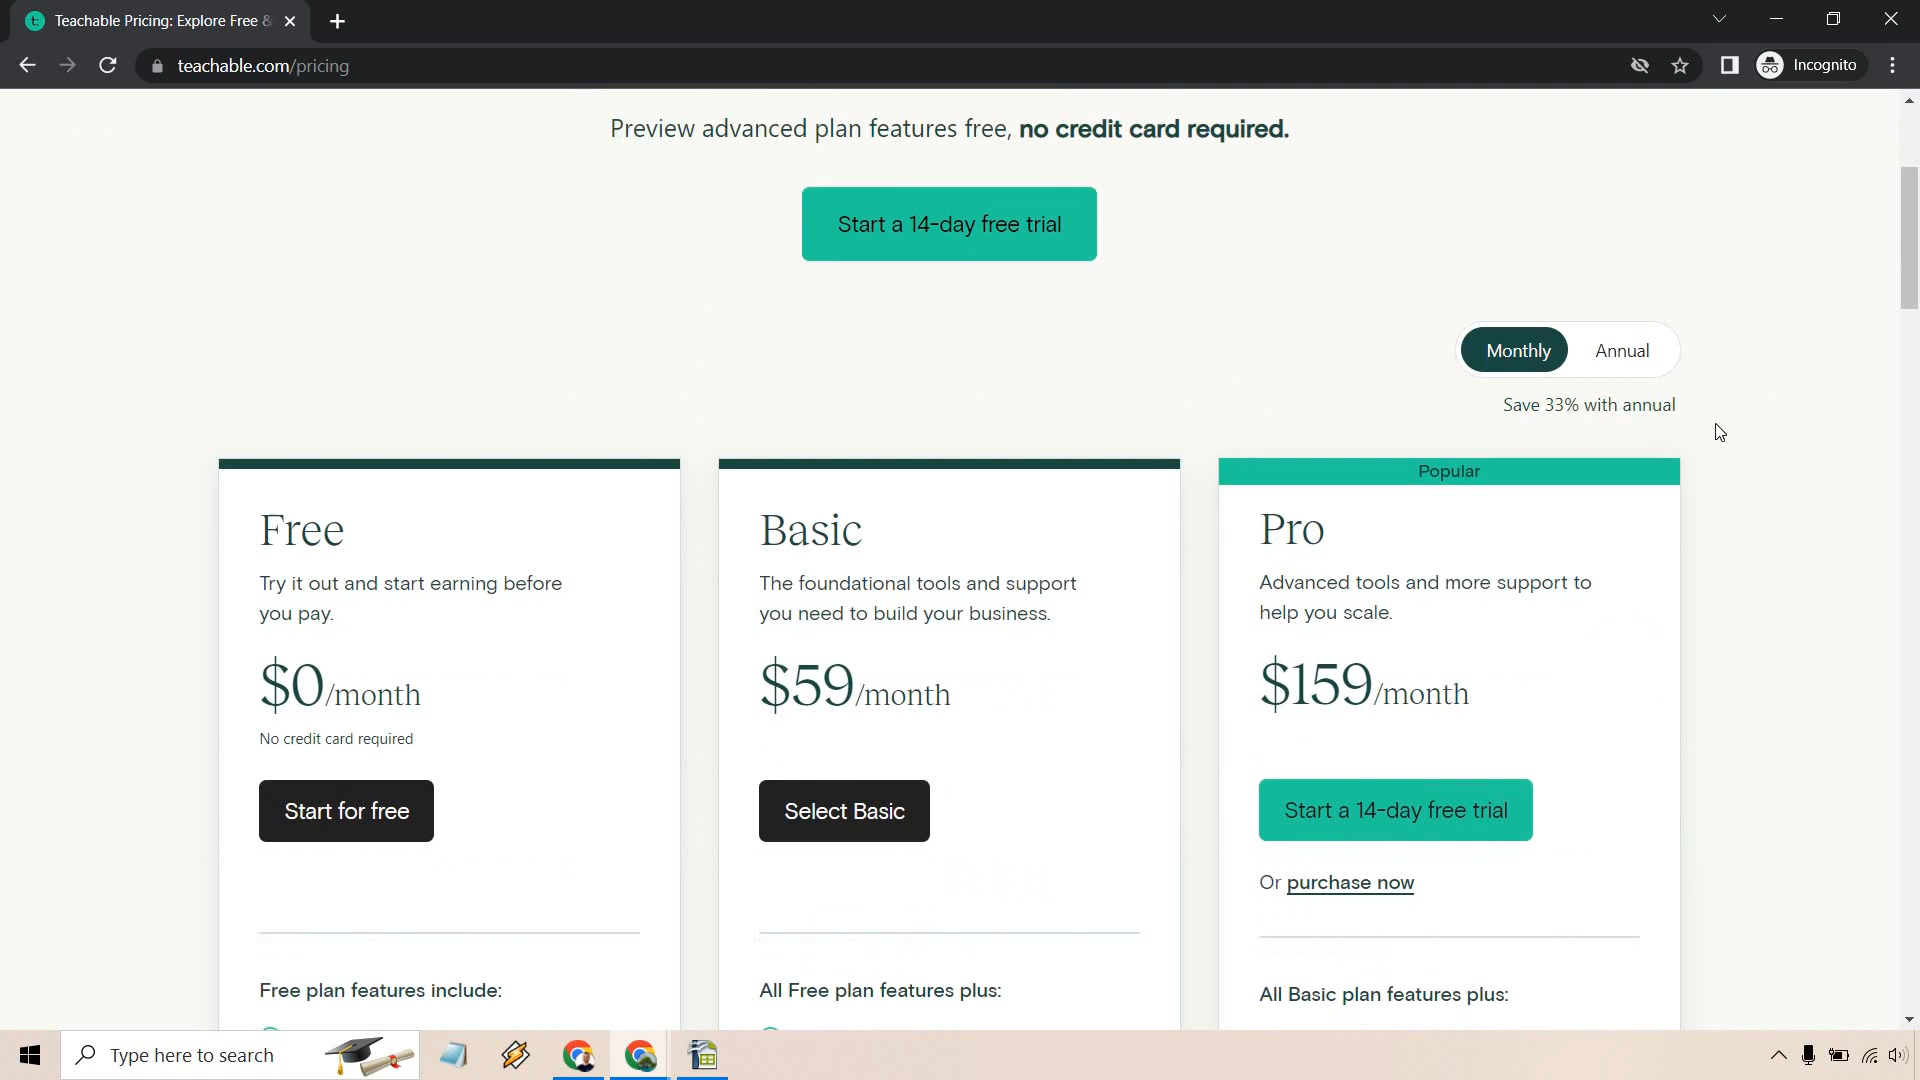 Teachable Pricing: Explore Free &
teachable.com/pricing
Incognito
Preview advanced plan features free, no credit card required.
Start a 14-day free trial
Monthly
Annual
Save 33% with annual
Free
Try it out and start earning before
you pay.
$0/month
No credit card required
Start for free
Free plan features include:
Basic
The foundational tools and support
you need to build your business.
$59/month
Select Basic
All Free plan features plus:
Popular
Pro
Advanced tools and more support to
help you scale.
$159/month
Start a 14-day free trial
Or purchase now
All Basic plan features plus:
Type here to search